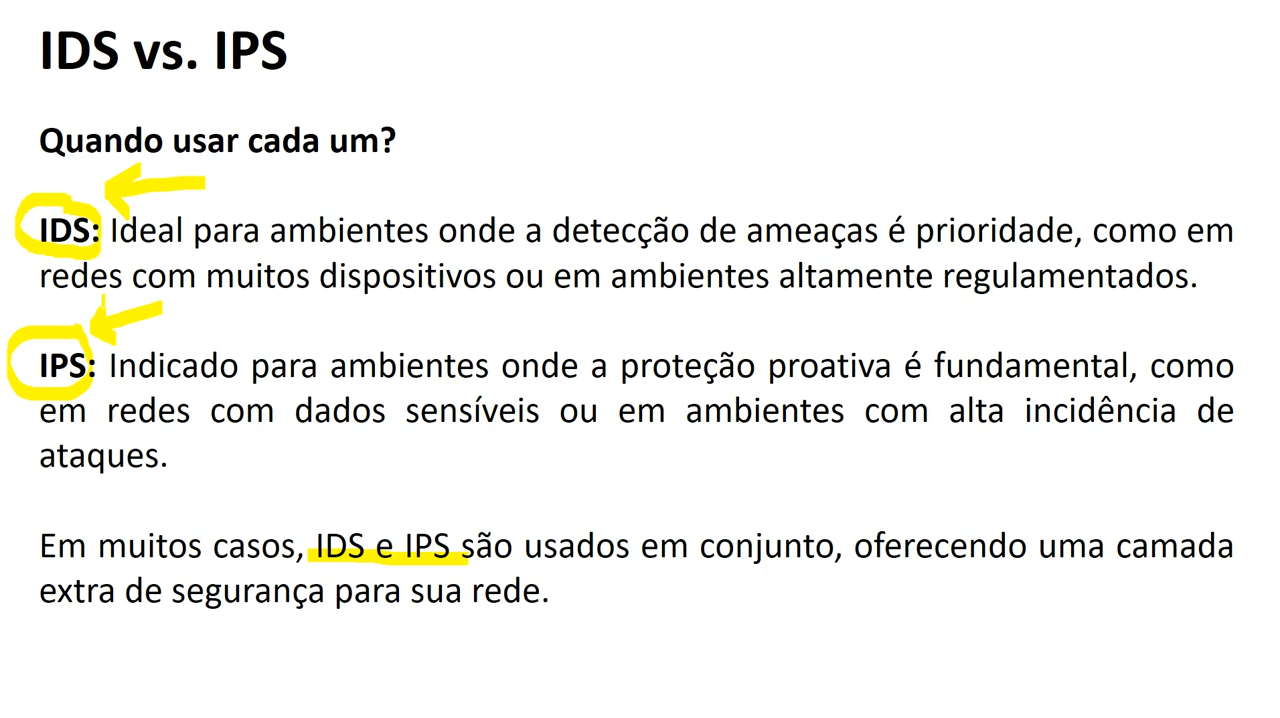 IDS vs. IPS
Quando usar cada um?
IDS: Ideal para ambientes onde a detecção de ameaças é prioridade, como em
redes com muitos dispositivos ou em ambientes altamente regulamentados.
IPS: Indicado para ambientes onde a proteção proativa é fundamental, como
em redes com dados sensíveis ou em ambientes com alta incidência de
ataques.
Em muitos casos, IDS e IPS são usados em conjunto, oferecendo uma camada
extra de segurança para sua rede.